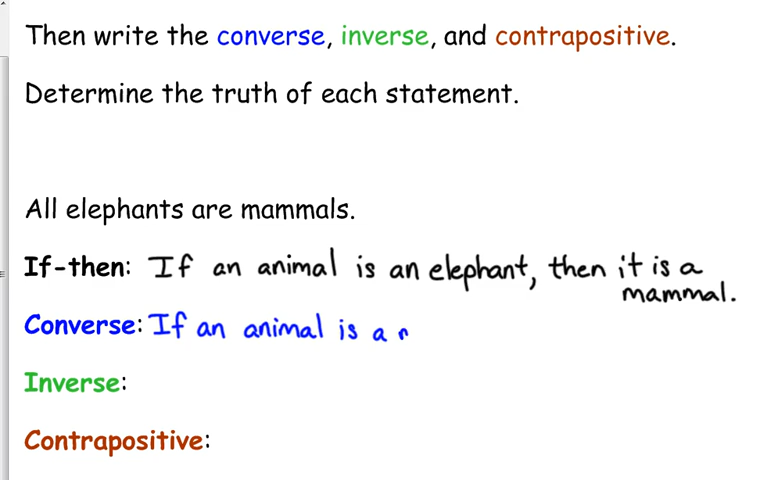 Then write the converse, inverse, and contrapositive.
Determine the truth of each statement.
All elephants are mammals.
If-then: If an animal is an elephant, then it is a
mammal.
Converse: If an animal is a
Inverse:
Contrapositive: